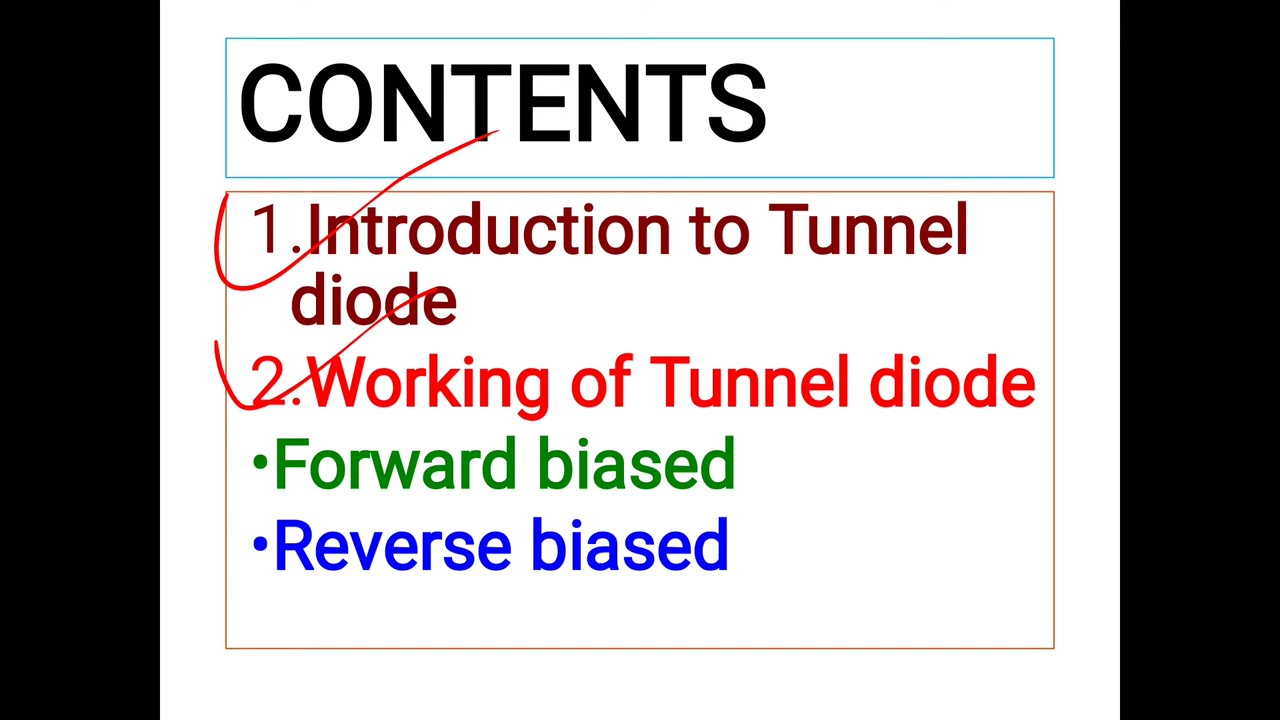 CONTENTS
1.Introduction to Tunnel
diode
2.Working of Tunnel diode
•Forward biased
•Reverse biased